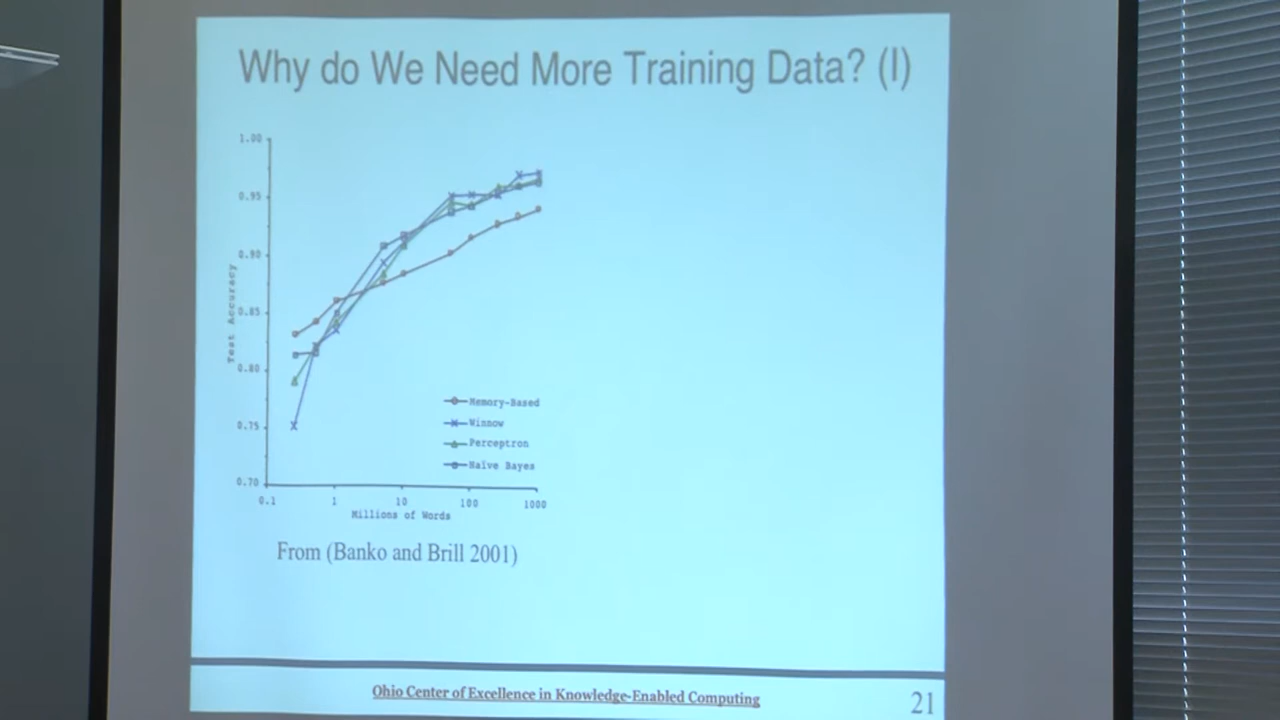 Why do We Need More Training Data? (I)
1.00
0.95
0.90
0.85
0.80
0.75
0.70
Test Accuracy
Memory-Based
Winnow
Perceptron
Naïve Bayes
0.1 1 10 100 1000
Millions of Words
From (Banko and Brill 2001)
Ohio Center of Excellence in Knowledge-Enabled Computing
21